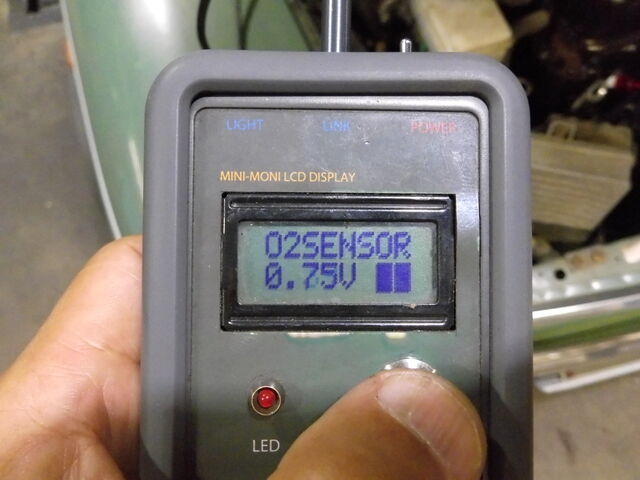 LIGHT LINK POWER
MINI-MONI LCD DISPLAY
O2SENSOR
0.75V
LED